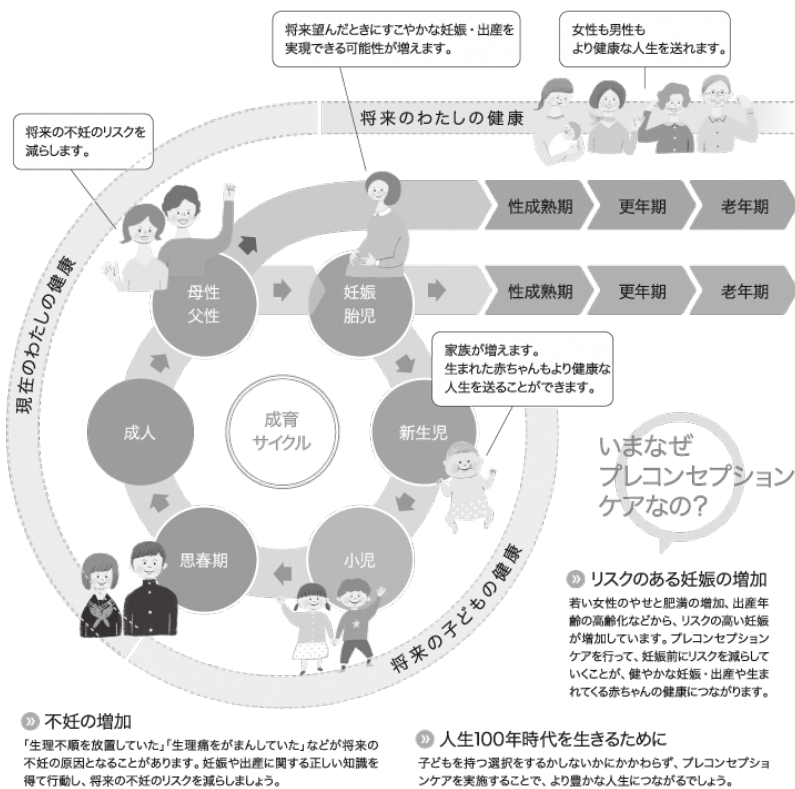 将来望んだときにすこやかな妊娠・出産を
実現できる可能性が増えます。
女性も男性も
より健康な人生を送れます。
将来の不妊のリスクを
減らします。
将来のわたしの健康
性成熟期
更年期
老年期
現在のわたしの健康
母性
父性
妊娠
胎児
性成熟期
更年期
老年期
家族が増えます。
生まれた赤ちゃんもより健康な
人生を送ることができます。
成人
成育
サイクル
新生児
思春期
小児
将来の子どもの健康
いまなぜ
プレコンセプション
ケアなの?
リスクのある妊娠の増加
若い女性のやせと肥満の増加、出産年
齢の高齢化などから、リスクの高い妊娠
が増加しています。プレコンセプション
ケアを行って、妊娠前にリスクを減らして
いくことが、健やかな妊娠・出産や生ま
れてくる赤ちゃんの健康につながります。
不妊の増加
「生理不順を放置していた」「生理痛をがまんしていた」などが将来の
不妊の原因となることがあります。妊娠や出産に関する正しい知識を
得て行動し、将来の不妊のリスクを減らしましょう。
人生100年時代を生きるために
子どもを持つ選択をするかしないかにかかわらず、プレコンセプショ
ンケアを実施することで、より豊かな人生につながるでしょう。